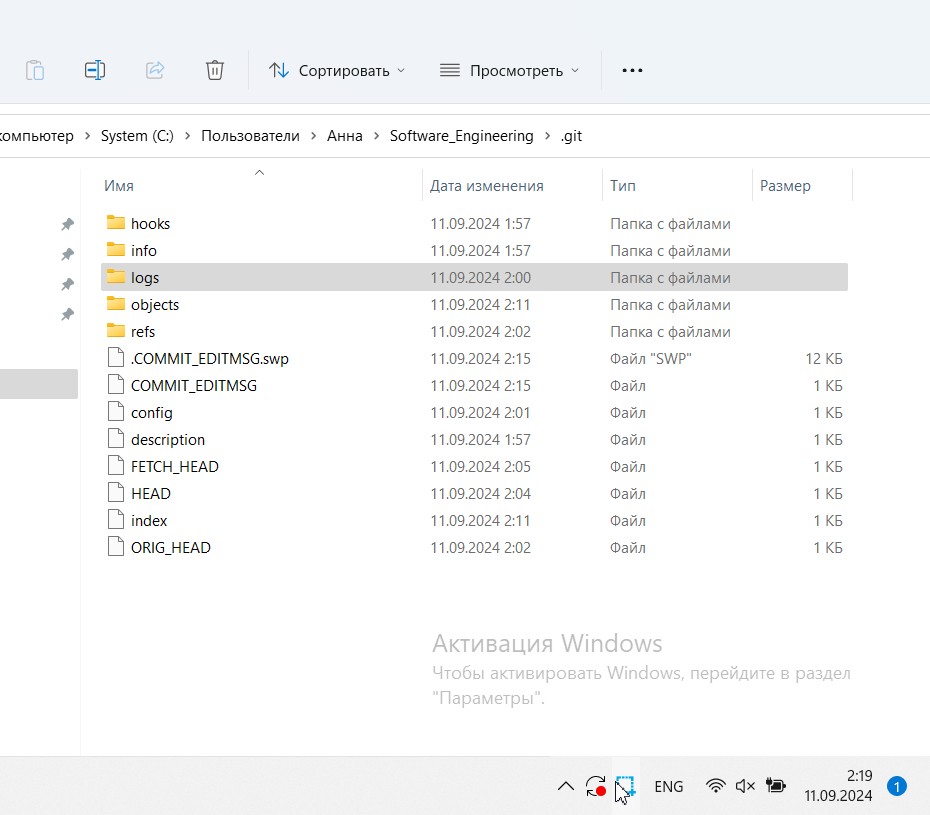 Сортировать Просмотреть
компьютер System (C:) Пользователи Анна Software_Engineering .git
Имя Дата изменения Тип Размер
hooks 11.09.2024 1:57 Папка с файлами
info 11.09.2024 1:57 Папка с файлами
logs 11.09.2024 2:00 Папка с файлами
objects 11.09.2024 2:11 Папка с файлами
refs 11.09.2024 2:02 Папка с файлами
.COMMIT_EDITMSG.swp 11.09.2024 2:15 Файл "SWP" 12 КБ
COMMIT_EDITMSG 11.09.2024 2:15 Файл 1 КБ
config 11.09.2024 2:01 Файл 1 КБ
description 11.09.2024 1:57 Файл 1 КБ
FETCH_HEAD 11.09.2024 2:05 Файл 1 КБ
HEAD 11.09.2024 2:04 Файл 1 КБ
index 11.09.2024 2:11 Файл 1 КБ
ORIG_HEAD 11.09.2024 2:02 Файл 1 КБ
Активация Windows
Чтобы активировать Windows, перейдите в раздел
"Параметры".
ENG 2:19
11.09.2024 1